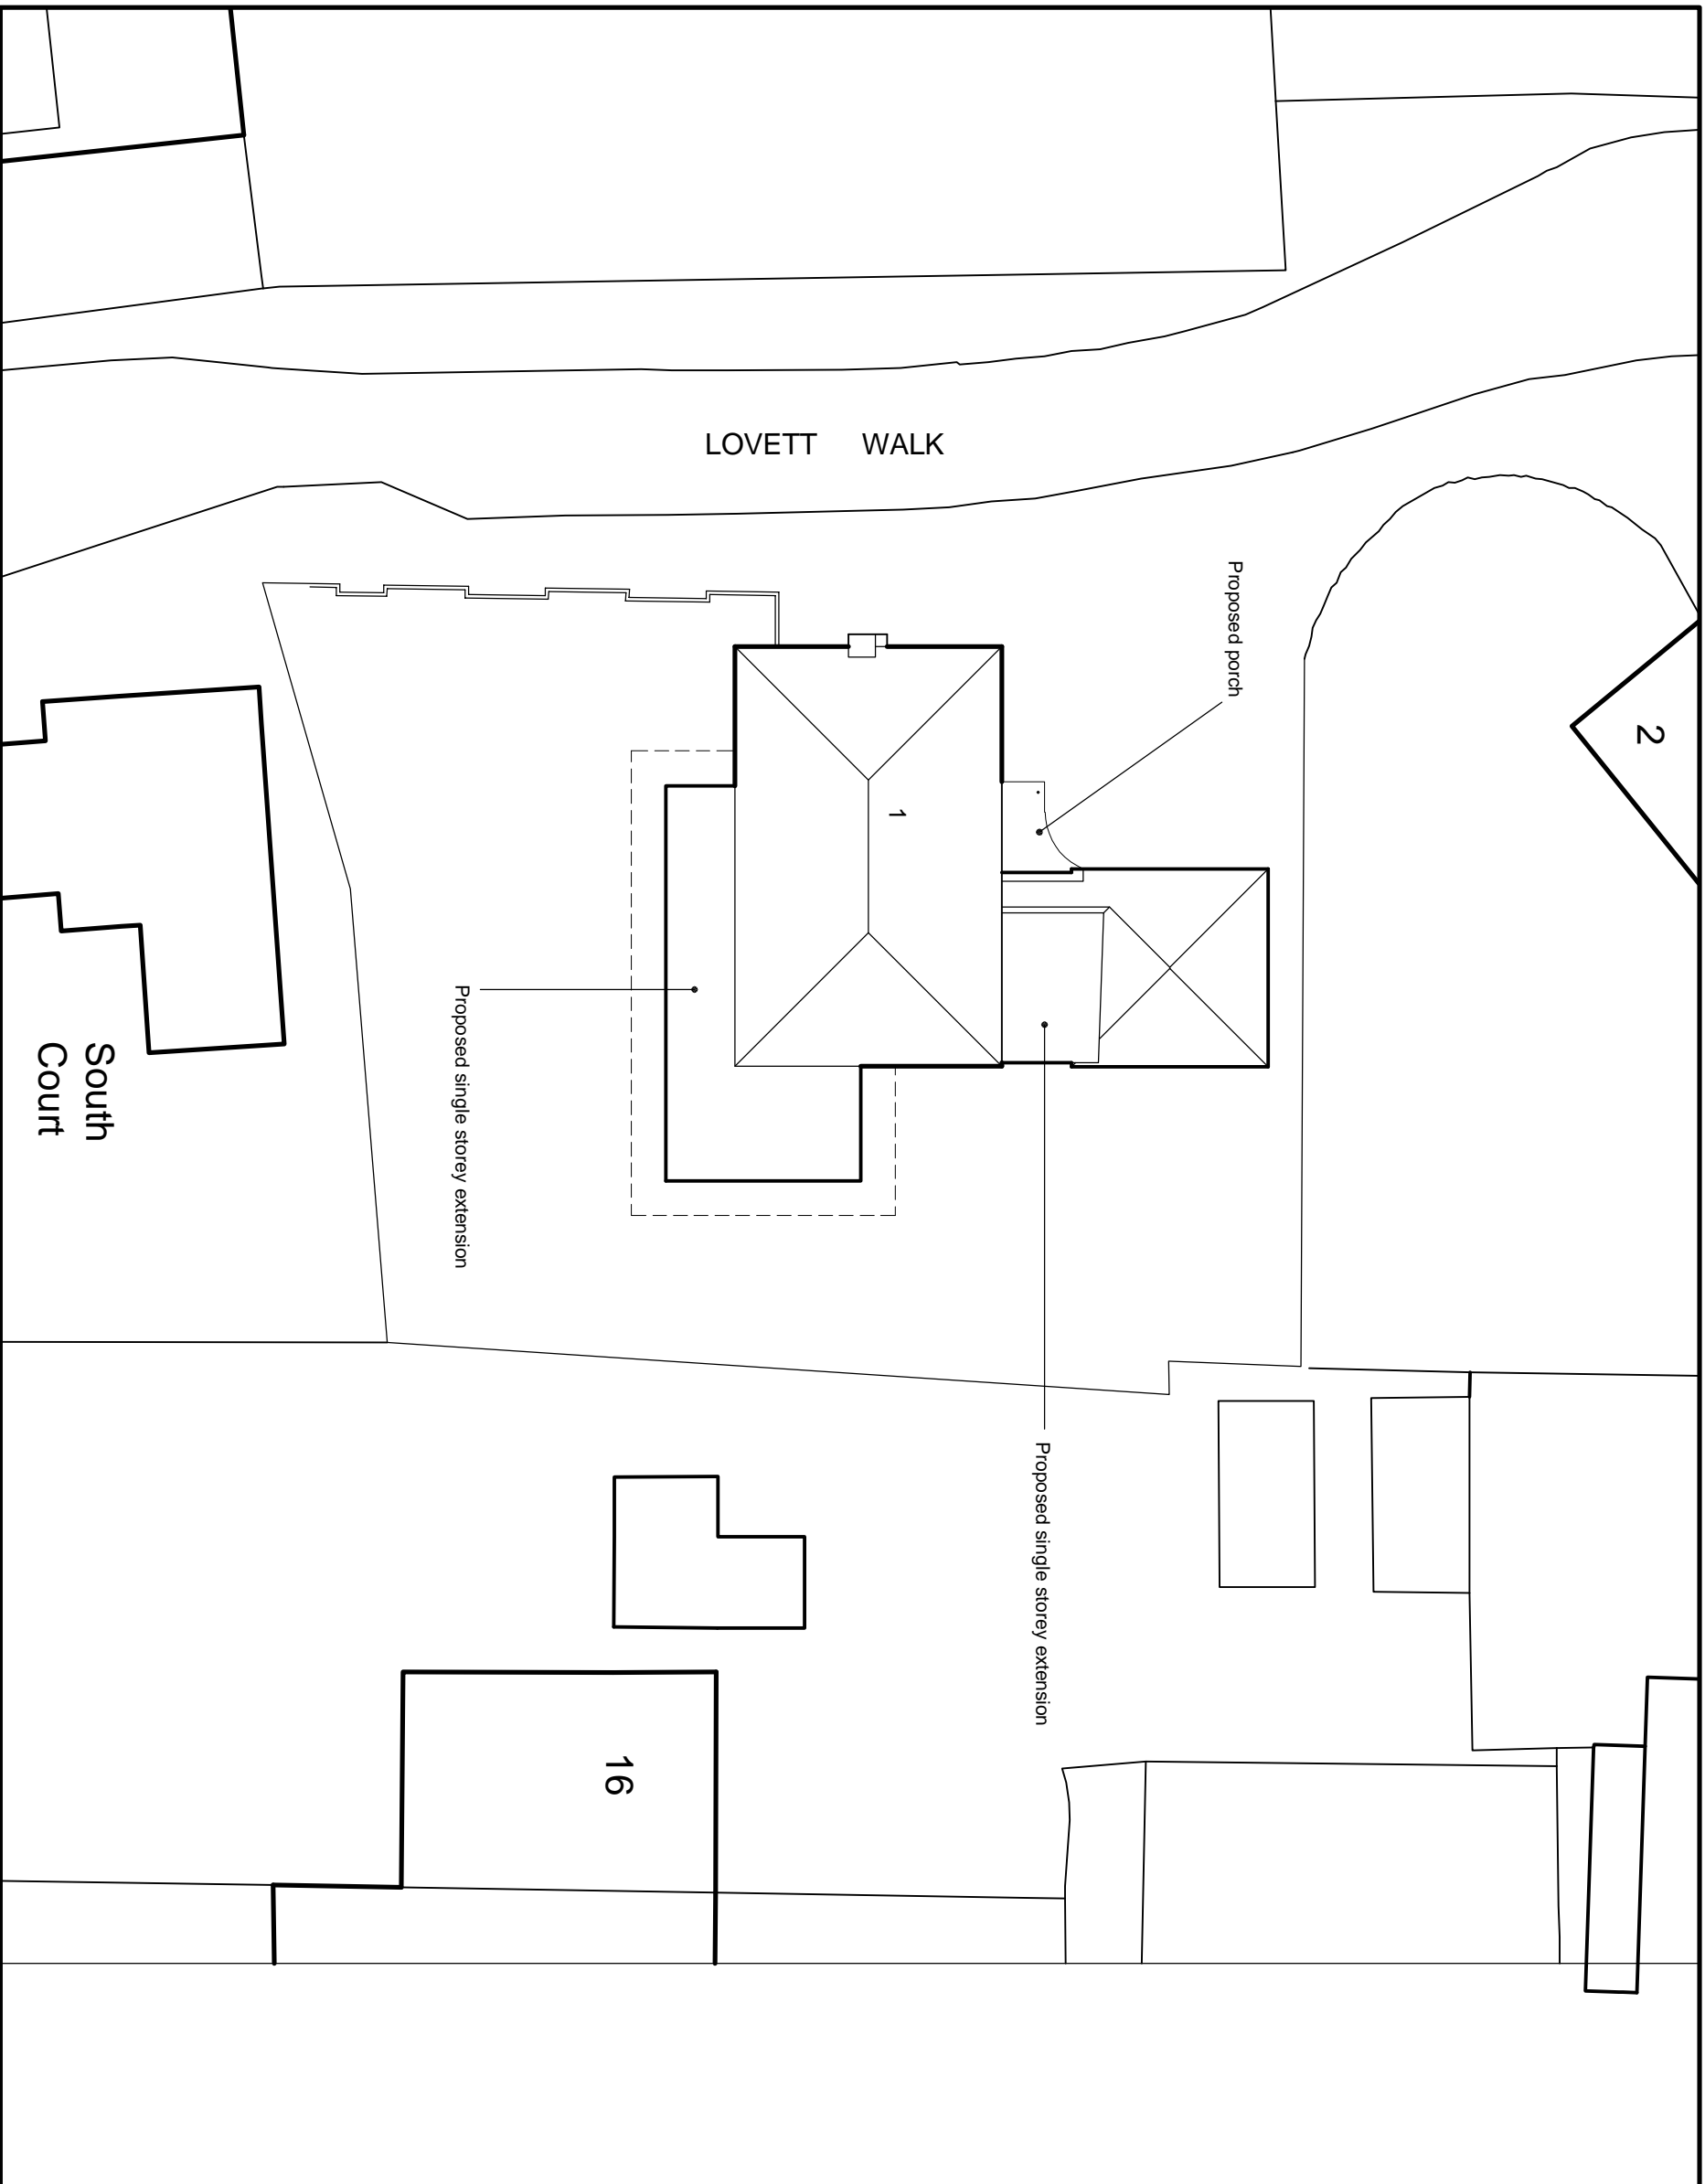 LOVETT WALK
Proposed porch
2
1
Proposed single storey extension
South
Court
Proposed single storey extension
16